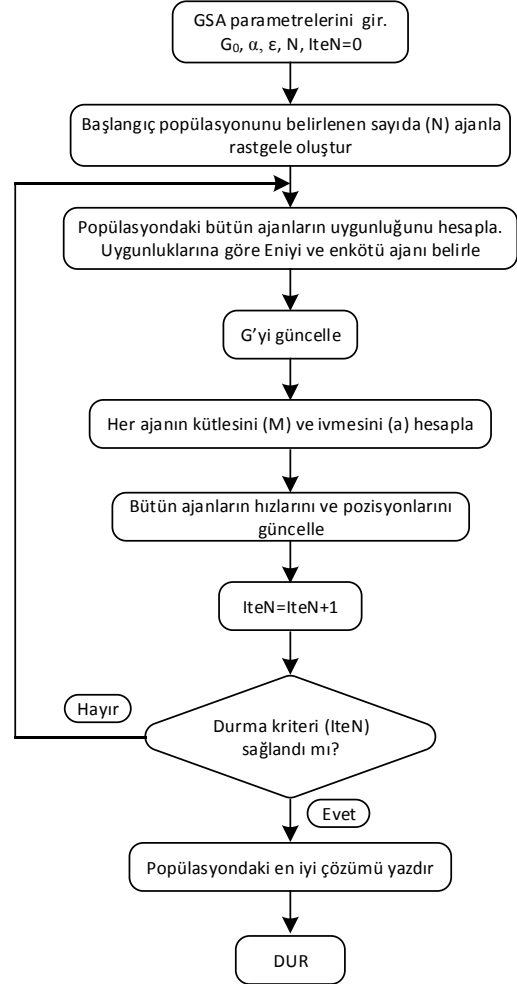 GSA parametrelerini gir.
G₀, α, ε, N, IteN=0
Başlangıç popülasyonunu belirlenen sayıda (N) ajanla
rastgele oluştur
Popülasyondaki bütün ajanların uygunluğunu hesapla.
Uygunluklarına göre Eniyi ve enkötü ajanı belirle
G’yi güncelle
Her ajanın kütlesini (M) ve ivmesini (a) hesapla
Bütün ajanların hızlarını ve pozisyonlarını
güncelle
IteN=IteN+1
Hayır
Durma kriteri (IteN)
sağlandı mı?
Evet
Popülasyondaki en iyi çözümü yazdır
DUR